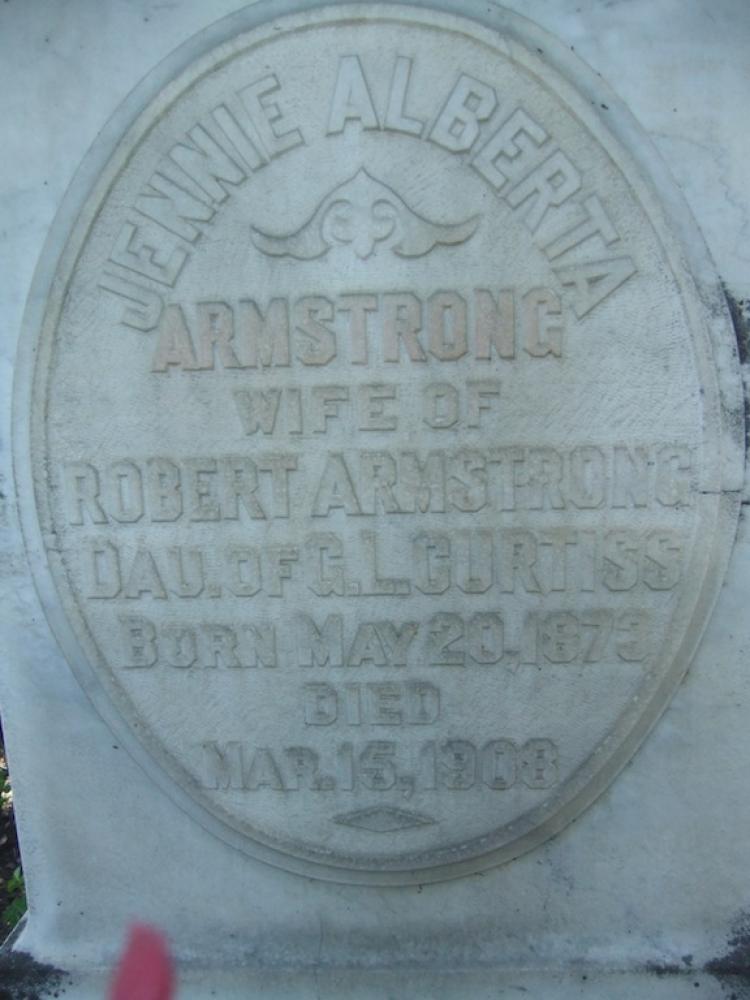 JENNIE ALBERTA
ARMSTRONG
WIFE OF
ROBERT ARMSTRONG
DAU. OF G. L. CURTISS
BORN MAY 20, 1873
DIED
MAR. 15, 1908